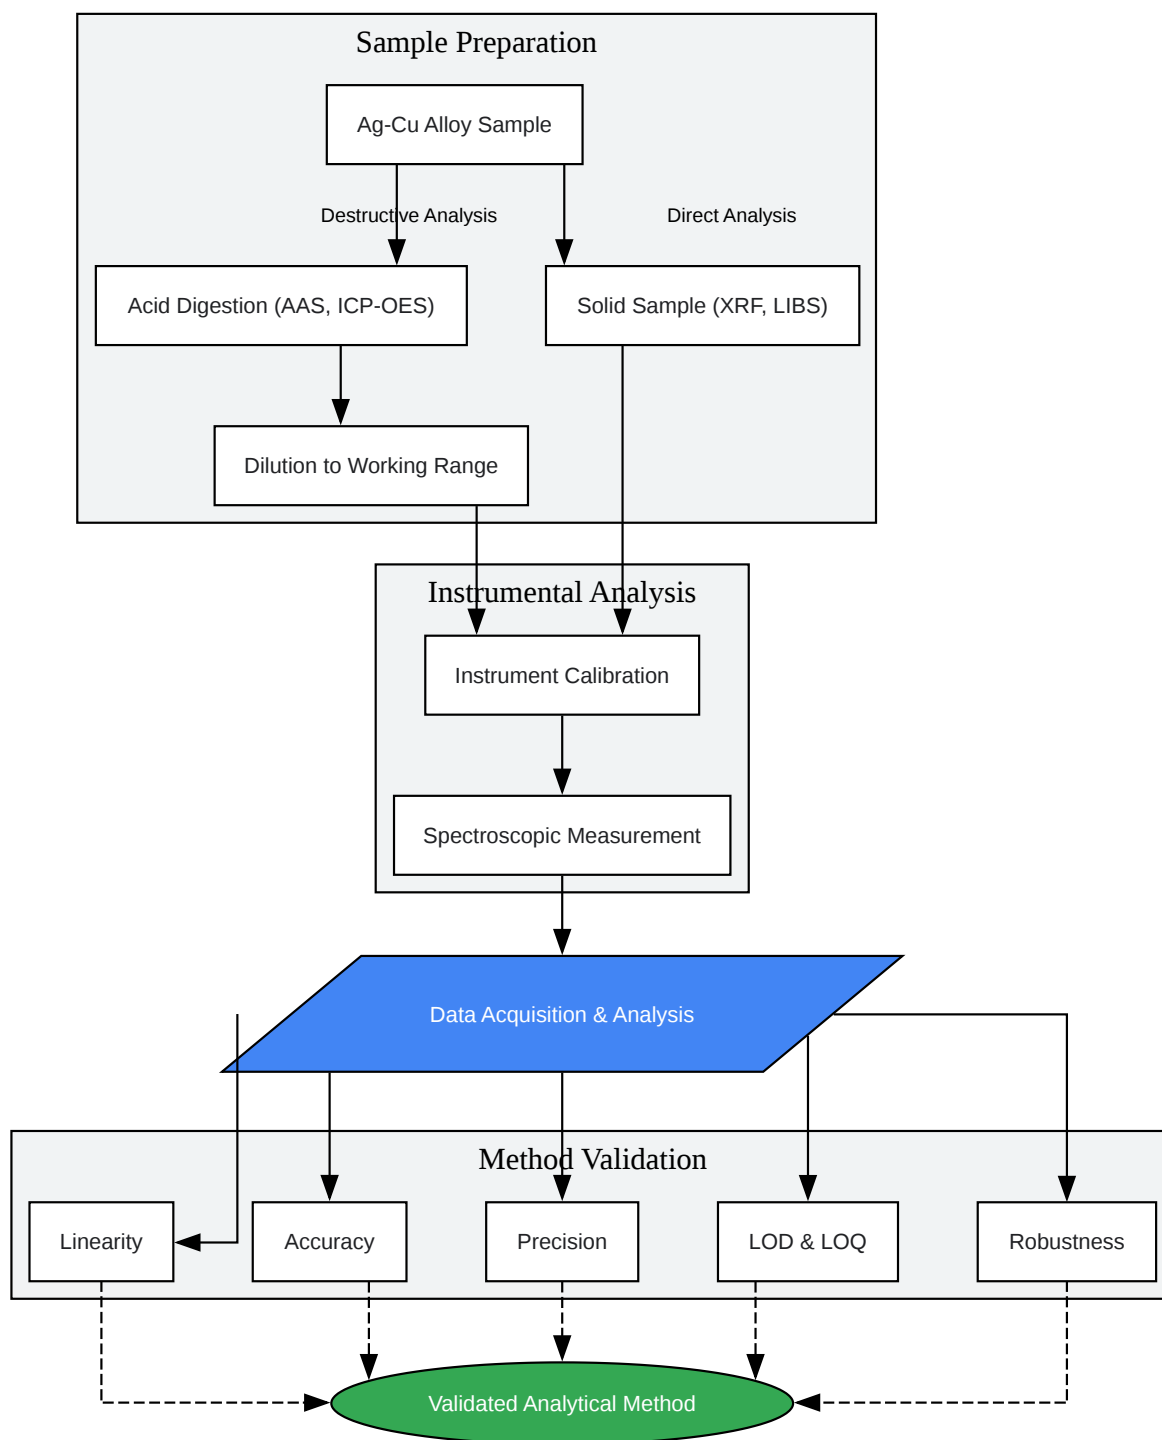 Sample Preparation
Ag-Cu Alloy Sample
Destructive Analysis
Direct Analysis
Acid Digestion (AAS, ICP-OES)
Solid Sample (XRF, LIBS)
Dilution to Working Range
Instrumental Analysis
Instrument Calibration
Spectroscopic Measurement
Data Acquisition & Analysis
Method Validation
Linearity
Accuracy
Precision
LOD & LOQ
Robustness
Validated Analytical Method